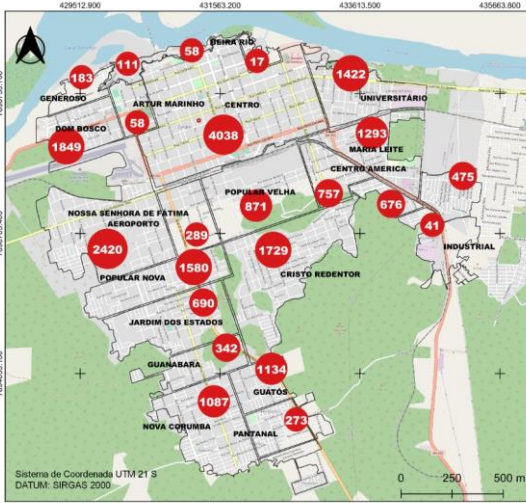 429512.900 431563.200 433613.500 435663.800
BEIRA RIO
58
17
111
183
1422
GENEROSO
ARTUR MARINHO
CENTRO
UNIVERSITÁRIO
DOM BOSCO
58
4038
1293
1849
MARIA LEITE
CENTRO AMERICA
475
POPULAR VELHA
757
871
676
NOSSA SENHORA DE FATIMA
AEROPORTO
41
289
INDUSTRIAL
2420
1729
1580
POPULAR NOVA
CRISTO REDENTOR
690
JARDIM DOS ESTADOS
342
GUANABARA
1134
GUATÓS
1087
273
NOVA CORUMBA
PANTANAL
Sistema de Coordenada UTM 21 S
DATUM: SIRGAS 2000
0 250 500 m